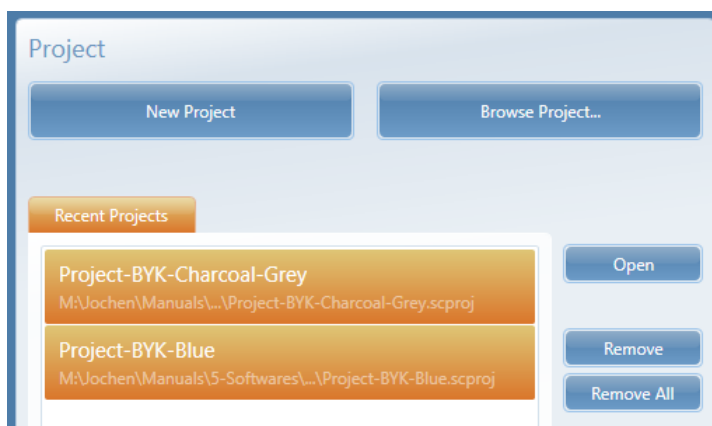 Project
New Project
Browse Project...
Recent Projects
Project-BYK-Charcoal-Grey
M:\Jochen\Manuals\...\Project-BYK-Charcoal-Grey.scproj
Project-BYK-Blue
M:\Jochen\Manuals\5-Softwares\...\Project-BYK-Blue.scproj
Open
Remove
Remove All